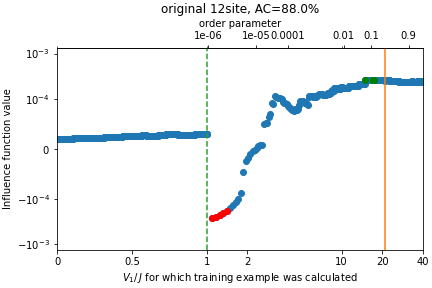 original 12site, AC=88.0%
order parameter
1e-06 1e-05 0.0001 0.01 0.1 0.9
10⁻³
10⁻⁴
0
−10⁻⁴
−10⁻³
Influence function value
0 0.5 1 2 10 20 40
V₁/J for which training example was calculated